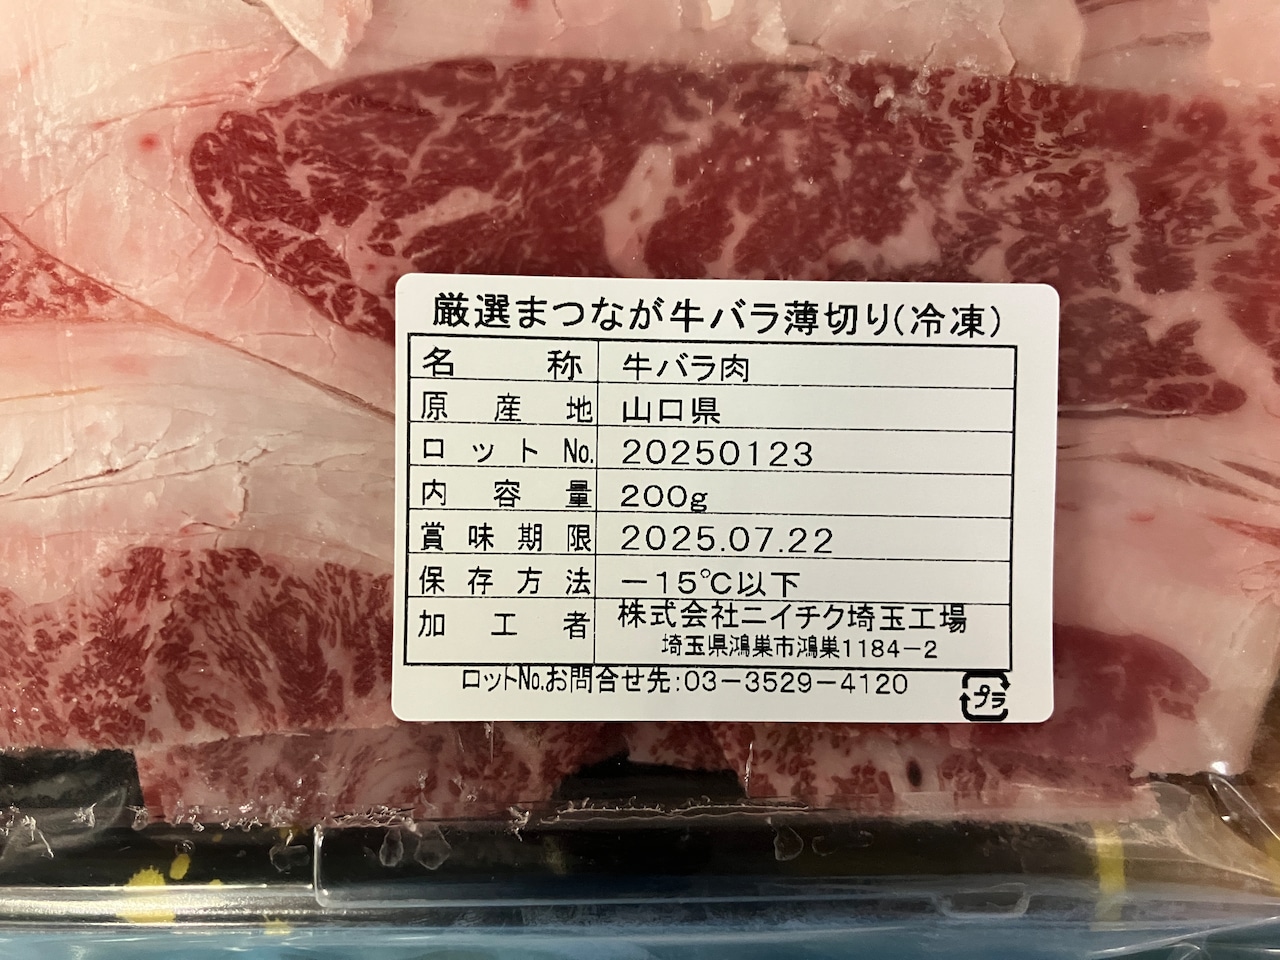 厳選まつなが牛バラ薄切り(冷凍)
名称 牛バラ肉
原産地 山口県
ロットNo. 20250123
内容量 200g
賞味期限 2025.07.22
保存方法 －15℃以下
加工者 株式会社ニイチク埼玉工場
埼玉県鴻巣市鴻巣1184－2
ロットNo.お問合せ先:03－3529－4120
プラ